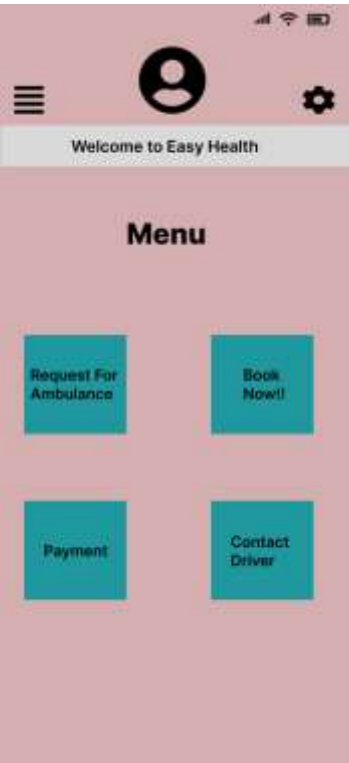 Welcome to Easy Health
Menu
Request For
Ambulance
Book
Now!!
Payment
Contact
Driver